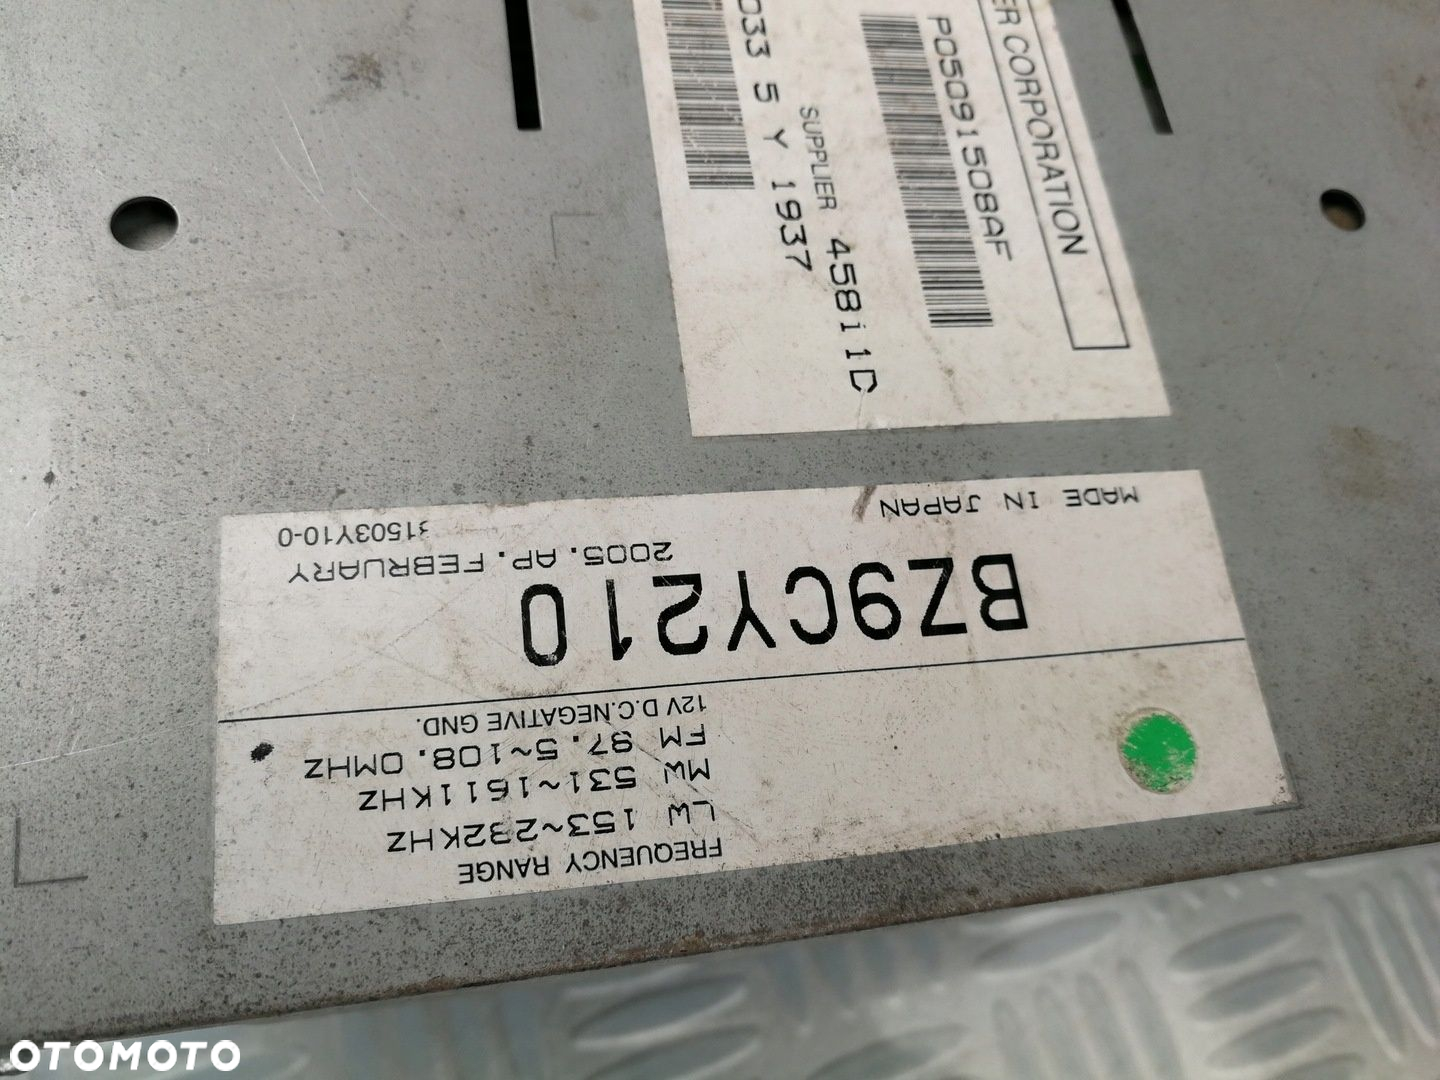 ER CORPORATION
P05091508AF
SUPPLIER 458i1D
033 5 Y 1937
FREQUENCY RANGE
LW 153~232KHZ
MW 531~1611KHZ
FM 87.5~108.0MHZ
12V D.C.NEGATIVE GND.
BZ9CY210
2005.AP.FEBRUARY
MADE IN JAPAN
31503Y10-0
OTOMOTO